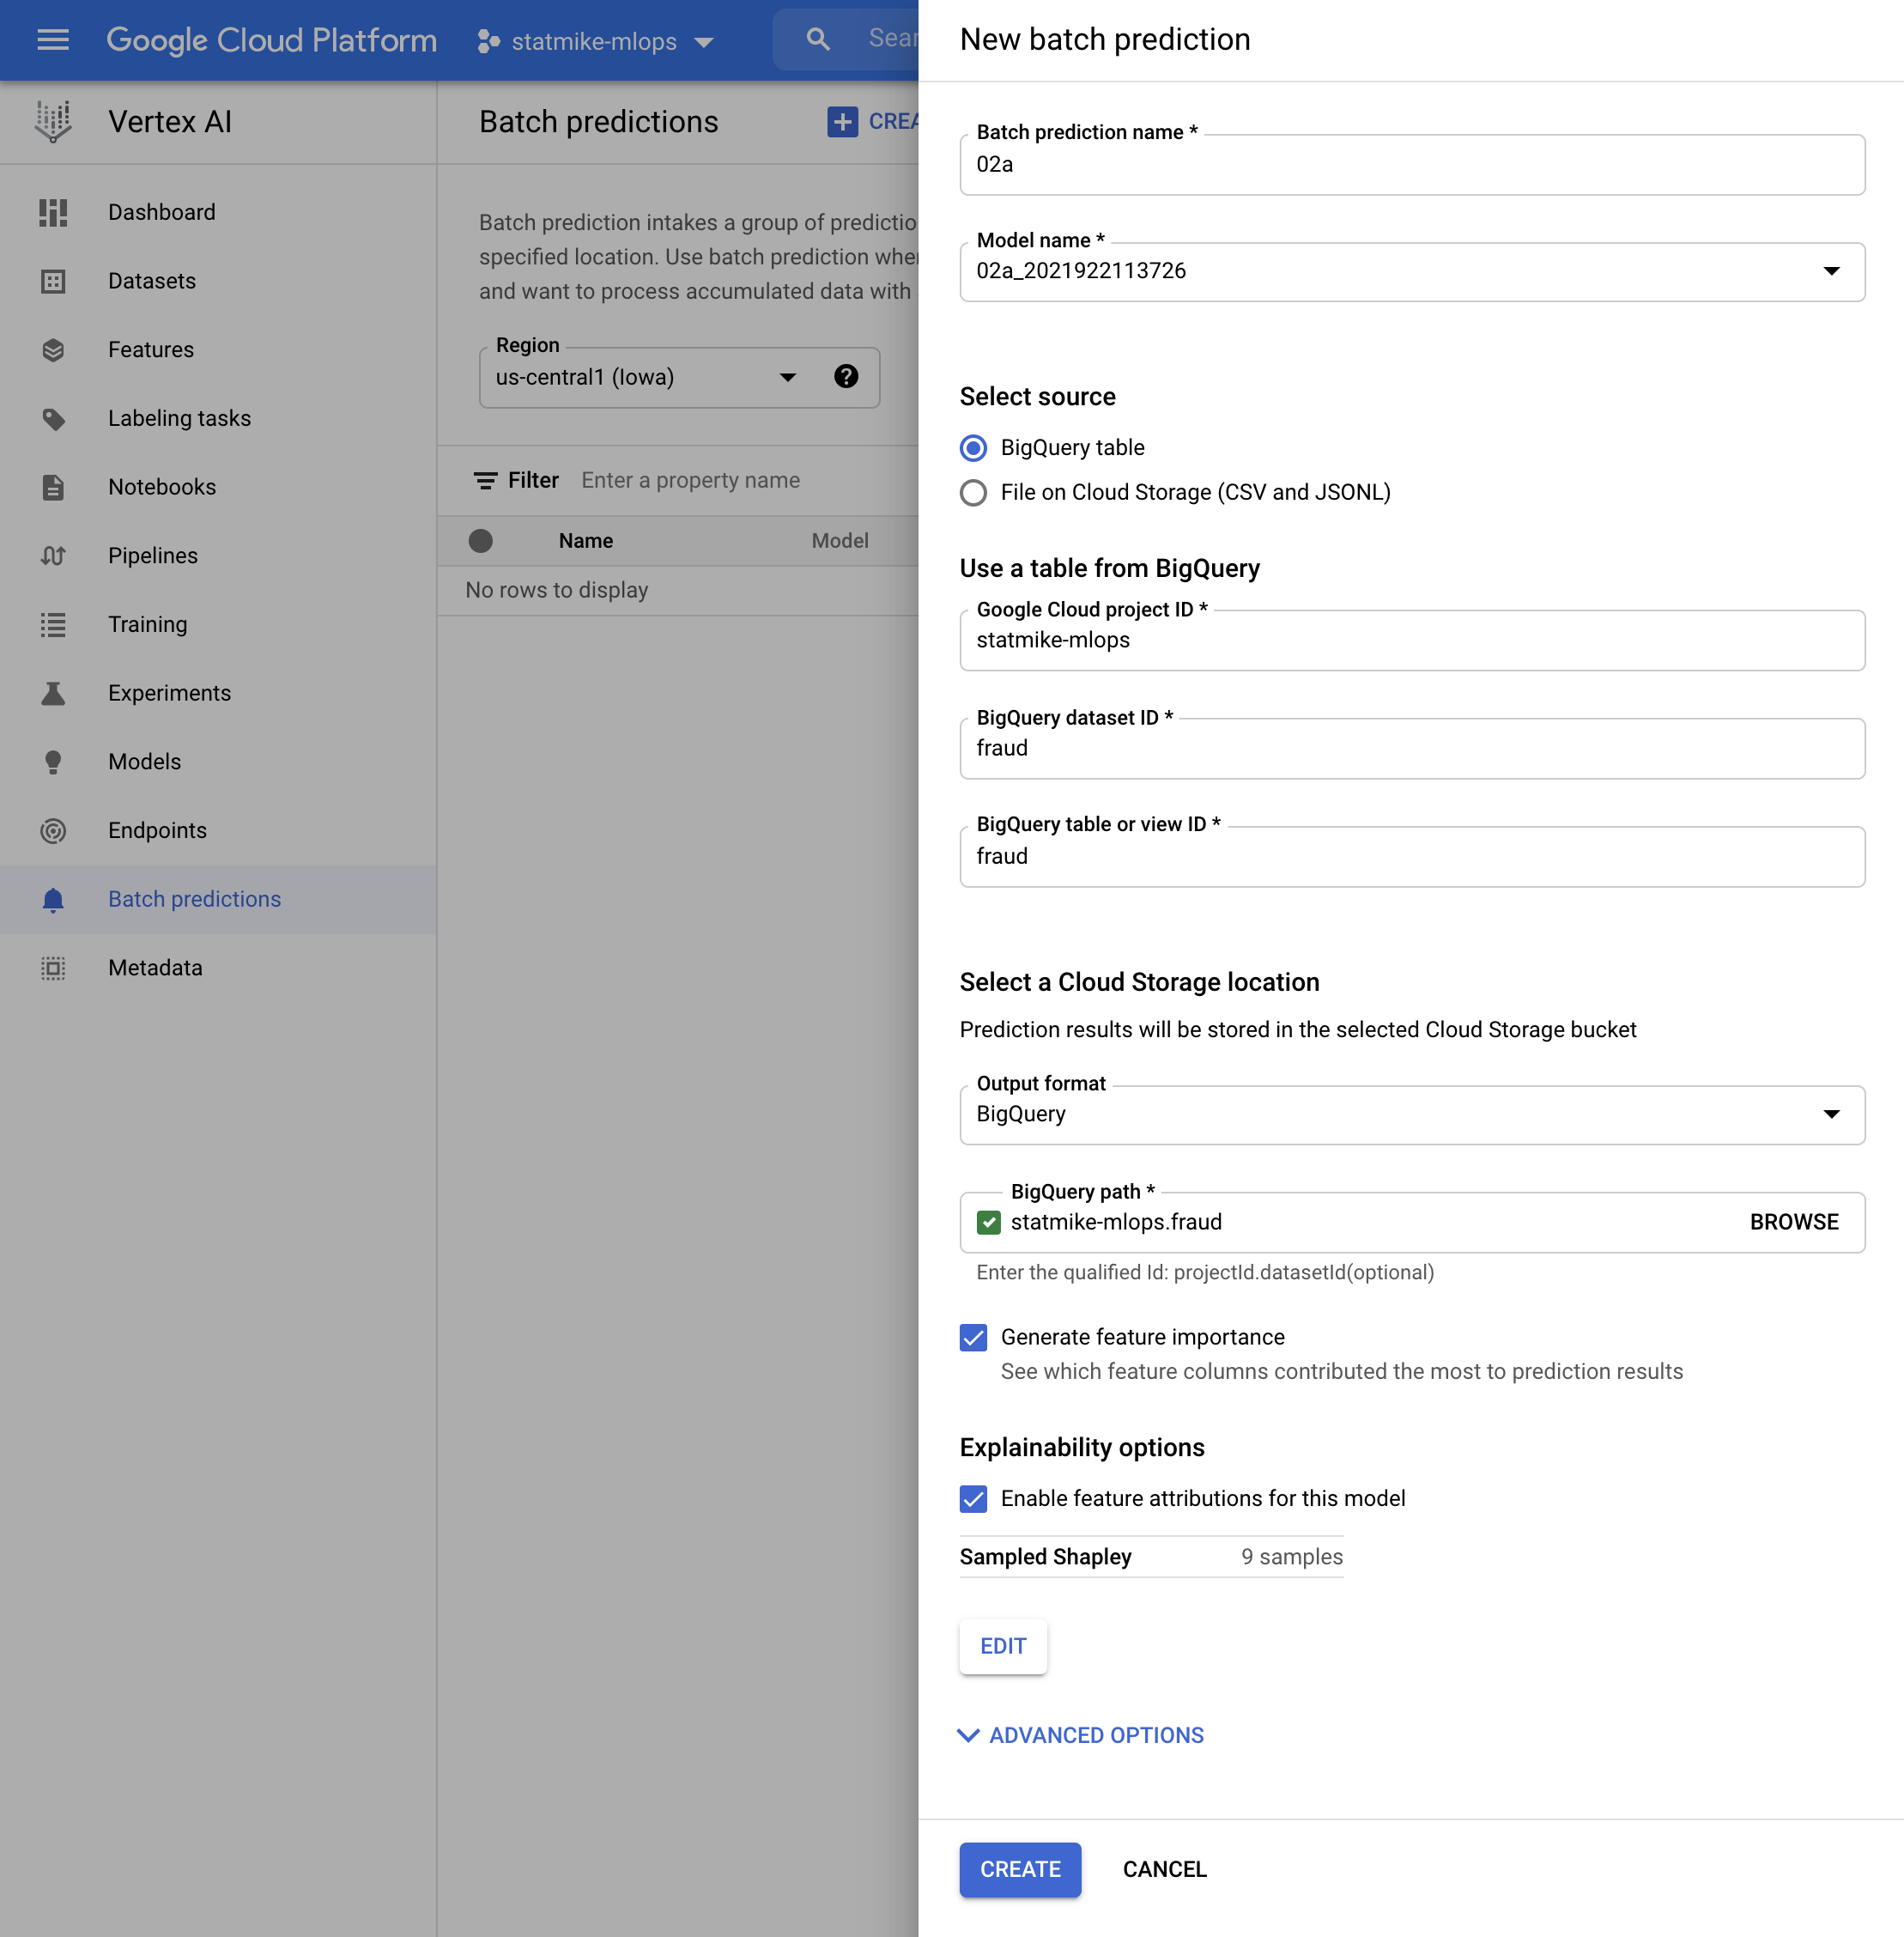 Google Cloud Platform
statmike-mlops
Vertex AI
Dashboard
Datasets
Features
Labeling tasks
Notebooks
Pipelines
Training
Experiments
Models
Endpoints
Batch predictions
Metadata
Batch predictions
Batch prediction intakes a group of
specified location. Use batch prediction
and want to process accumulated data with
Region
us-central1 (Iowa)
Filter Enter a property name
Name Model
No rows to display
New batch prediction
Batch prediction name *
02a
Model name *
02a_2021922113726
Select source
BigQuery table
File on Cloud Storage (CSV and JSONL)
Use a table from BigQuery
Google Cloud project ID *
statmike-mlops
BigQuery dataset ID *
fraud
BigQuery table or view ID *
fraud
Select a Cloud Storage location
Prediction results will be stored in the selected Cloud Storage bucket
Output format
BigQuery
BigQuery path *
statmike-mlops.fraud
BROWSE
Enter the qualified Id: projectId.datasetId(optional)
Generate feature importance
See which feature columns contributed the most to prediction results
Explainability options
Enable feature attributions for this model
Sampled Shapley 9 samples
EDIT
ADVANCED OPTIONS
CREATE CANCEL